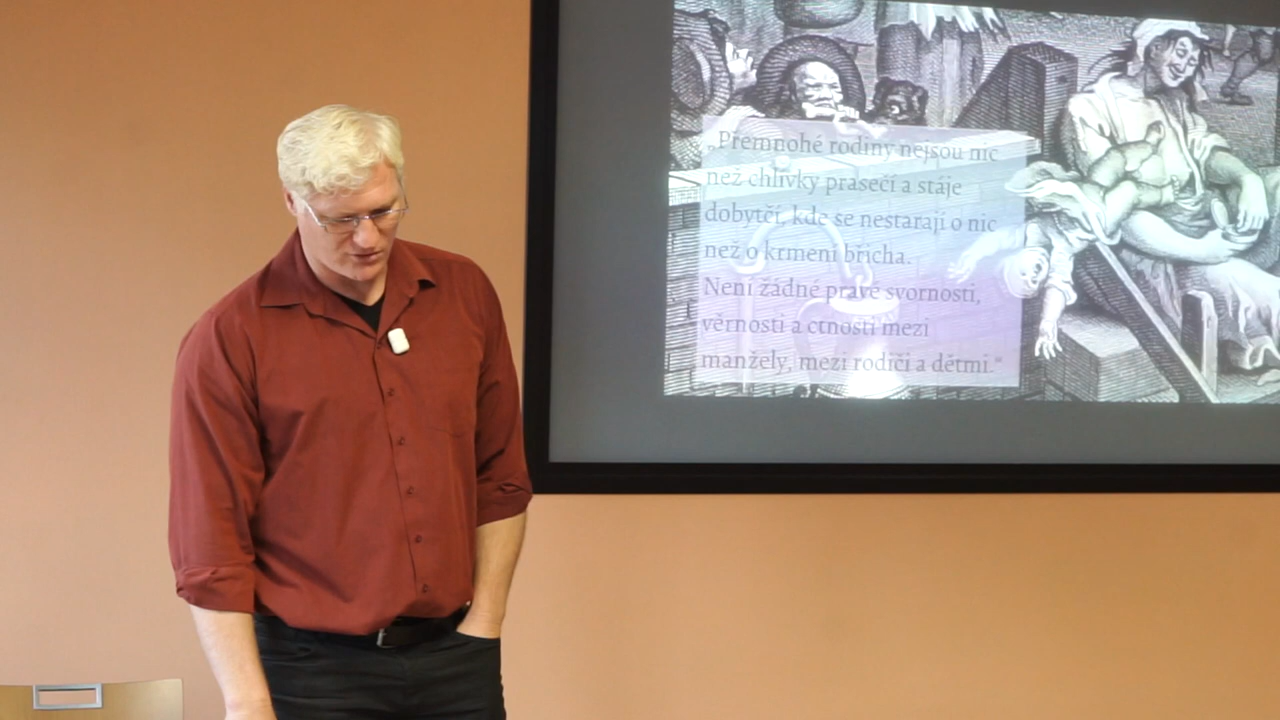 „Přemnohé rodiny nejsou nic
než chlívky prasečí a stáje
dobytčí, kde se nestarají o nic
než o krmení břicha.
Není žádné pravé svornosti,
věrnosti a ctnosti mezi
manžely, mezi rodiči a dětmi.“